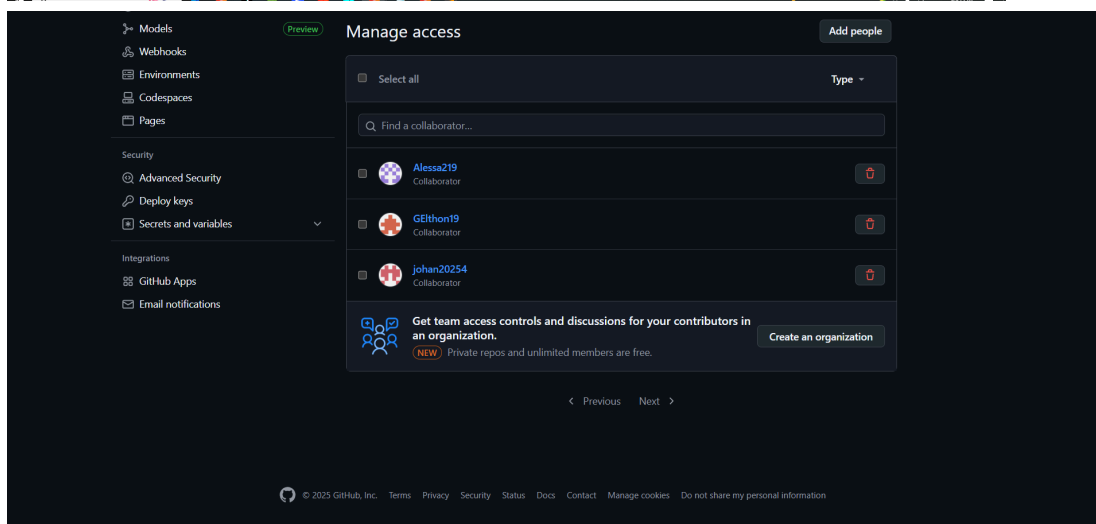 Models Preview
Webhooks
Environments
Codespaces
Pages
Security
Advanced Security
Deploy keys
Secrets and variables
Integrations
GitHub Apps
Email notifications
Manage access
Add people
Select all
Type
Find a collaborator...
Alessa219
Collaborator
GElthon19
Collaborator
johan20254
Collaborator
Get team access controls and discussions for your contributors in
an organization.
NEW Private repos and unlimited members are free.
Create an organization
Previous Next
© 2025 GitHub, Inc. Terms Privacy Security Status Docs Contact Manage cookies Do not share my personal information